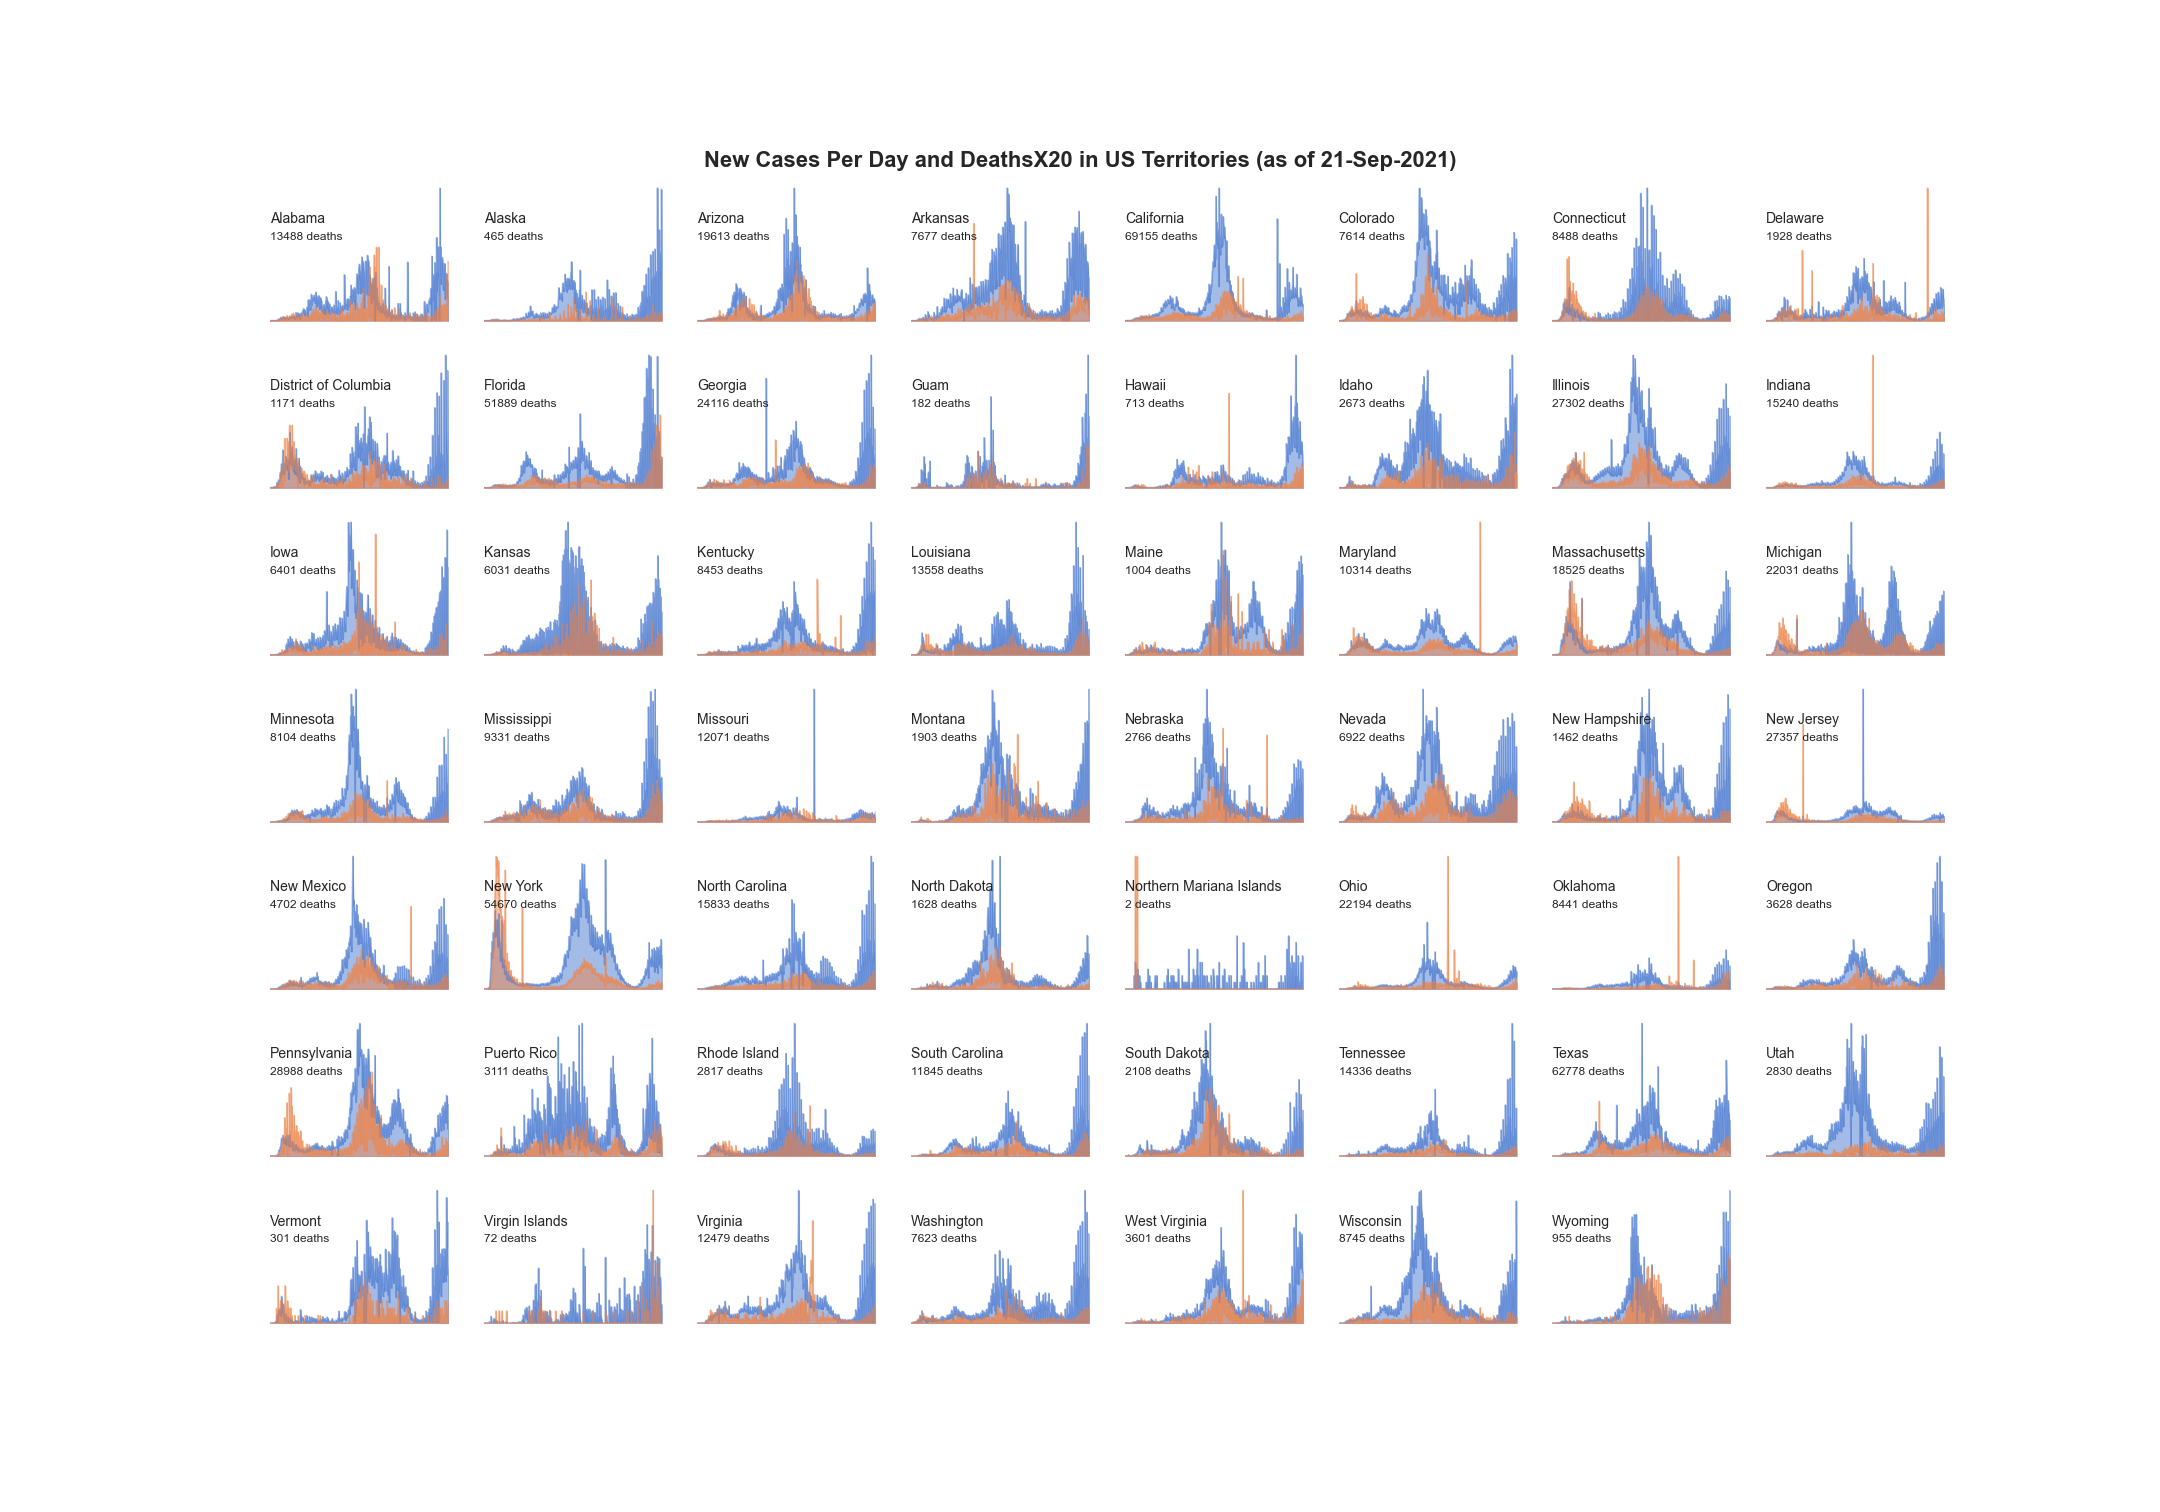 New Cases Per Day and DeathsX20 in US Territories (as of 21-Sep-2021)
Alabama
13488 deaths
Alaska
465 deaths
Arizona
19613 deaths
Arkansas
7677 deaths
California
69155 deaths
Colorado
7614 deaths
Connecticut
8488 deaths
Delaware
1928 deaths
District of Columbia
1171 deaths
Florida
51889 deaths
Georgia
24116 deaths
Guam
182 deaths
Hawaii
713 deaths
Idaho
2673 deaths
Illinois
27302 deaths
Indiana
15240 deaths
Iowa
6401 deaths
Kansas
6031 deaths
Kentucky
8453 deaths
Louisiana
13558 deaths
Maine
1004 deaths
Maryland
10314 deaths
Massachusetts
18525 deaths
Michigan
22031 deaths
Minnesota
8104 deaths
Mississippi
9331 deaths
Missouri
12071 deaths
Montana
1903 deaths
Nebraska
2766 deaths
Nevada
6922 deaths
New Hampshire
1462 deaths
New Jersey
27357 deaths
New Mexico
4702 deaths
New York
54670 deaths
North Carolina
15833 deaths
North Dakota
1628 deaths
Northern Mariana Islands
2 deaths
Ohio
22194 deaths
Oklahoma
8441 deaths
Oregon
3628 deaths
Pennsylvania
28988 deaths
Puerto Rico
3111 deaths
Rhode Island
2817 deaths
South Carolina
11845 deaths
South Dakota
2108 deaths
Tennessee
14336 deaths
Texas
62778 deaths
Utah
2830 deaths
Vermont
301 deaths
Virgin Islands
72 deaths
Virginia
12479 deaths
Washington
7623 deaths
West Virginia
3601 deaths
Wisconsin
8745 deaths
Wyoming
955 deaths